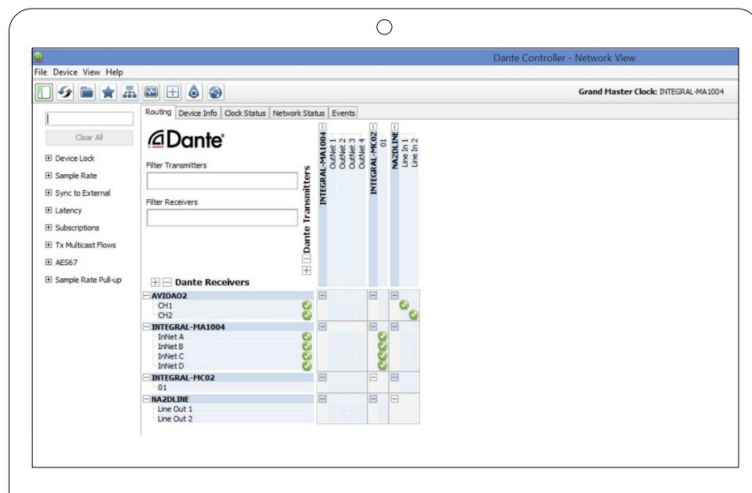 Dante Controller - Network View
File Device View Help
Grand Master Clock: INTEGRAL-MA1004
Routing Device Info Clock Status Network Status Events
Clear All
Device Lock
Sample Rate
Sync to External
Latency
Subscriptions
Tx Multicast Flows
AES67
Sample Rate Pull-up
Dante®
Filter Transmitters
Filter Receivers
Dante Transmitters
INTEGRAL-MA1004
OutNet 1
OutNet 2
OutNet 3
OutNet 4
INTEGRAL-MC02
01
NA2DLINE
Line In 1
Line In 2
Dante Receivers
AVIOAO2
CH1
CH2
INTEGRAL-MA1004
InNet A
InNet B
InNet C
InNet D
INTEGRAL-MC02
01
NA2DLINE
Line Out 1
Line Out 2